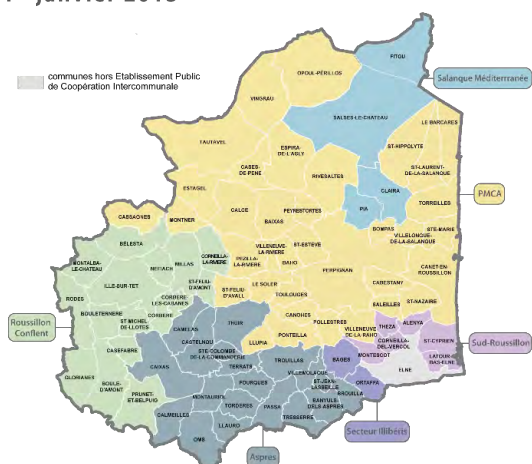 1er janvier 2013
communes hors Etablissement Public
de Coopération Intercommunale
FITOU
OPOUL-PÉRILLOS
Salanque Méditerrranée
VINGRAU
SALSES-LE-CHATEAU
LE BARCARES
TAUTAVEL
ESPIRA-
DE-L'AGLY
ST-HIPPOLYTE
CASES-
DE-PENE
ST-LAURENT-
DE-LA-SALANQUE
RIVESALTES
CLAIRA
ESTAGEL
PMCA
CALCE
PEYRESTORTES
PIA
TORREILLES
CASSAGNES
MONTNER
BAIXAS
BOMPAS
STE-MARIE
VILLELONGUE-
DE-LA-SALANQUE
BÉLESTA
CORNEILLA-
LA-RIVIERE
VILLENEUVE-
LA-RIVIERE
ST-ESTEVE
MONTALBA-
LE-CHATEAU
NEFIACH
MILLAS
PEZILLA-
LA-RIVIERE
BAHO
CANET-EN-
ROUSSILLON
PERPIGNAN
ILLE-SUR-TET
ST-FELIU
D'AMONT
ST-FELIU
D'AVALL
LE SOLER
CABESTANY
RODES
CORBERE
LES-CABANES
TOULOUGES
SALEILLES
ST-NAZAIRE
BOULETERNERE
CORBERE
CANOHES
ST-MICHEL
DE-LLOTES
THUIR
POLLESTRES
VILLENEUVE
DE-LA-RAHO
THEZA
ALENYA
Roussillon
Conflent
CAMELAS
LLUPIA
PONTEILLA
CORNEILLA-
DEL-VERCOL
ST-CYPRIEN
Sud-Roussillon
CASTELNOU
CASEFABRE
STE-COLOMBE
DE-LA-COMMANDERIE
TROUILLAS
BAGES
MONTESCOT
LATOUR-
BAS-ELNE
CAIXAS
TERRATS
VILLEMOLAQUE
ELNE
GLORIANES
BOULE-
D'AMONT
FOURQUES
ST-JEAN-
LASSEILLE
BROUILLA
ORTAFFA
PRUNET-
ET-BELPUIG
MONTAURIOL
PASSA
BANYULS-
DELS-ASPRES
TORDERES
TRESSERRE
CALMEILLES
LLAURO
OMS
Secteur Illibéris
Aspres